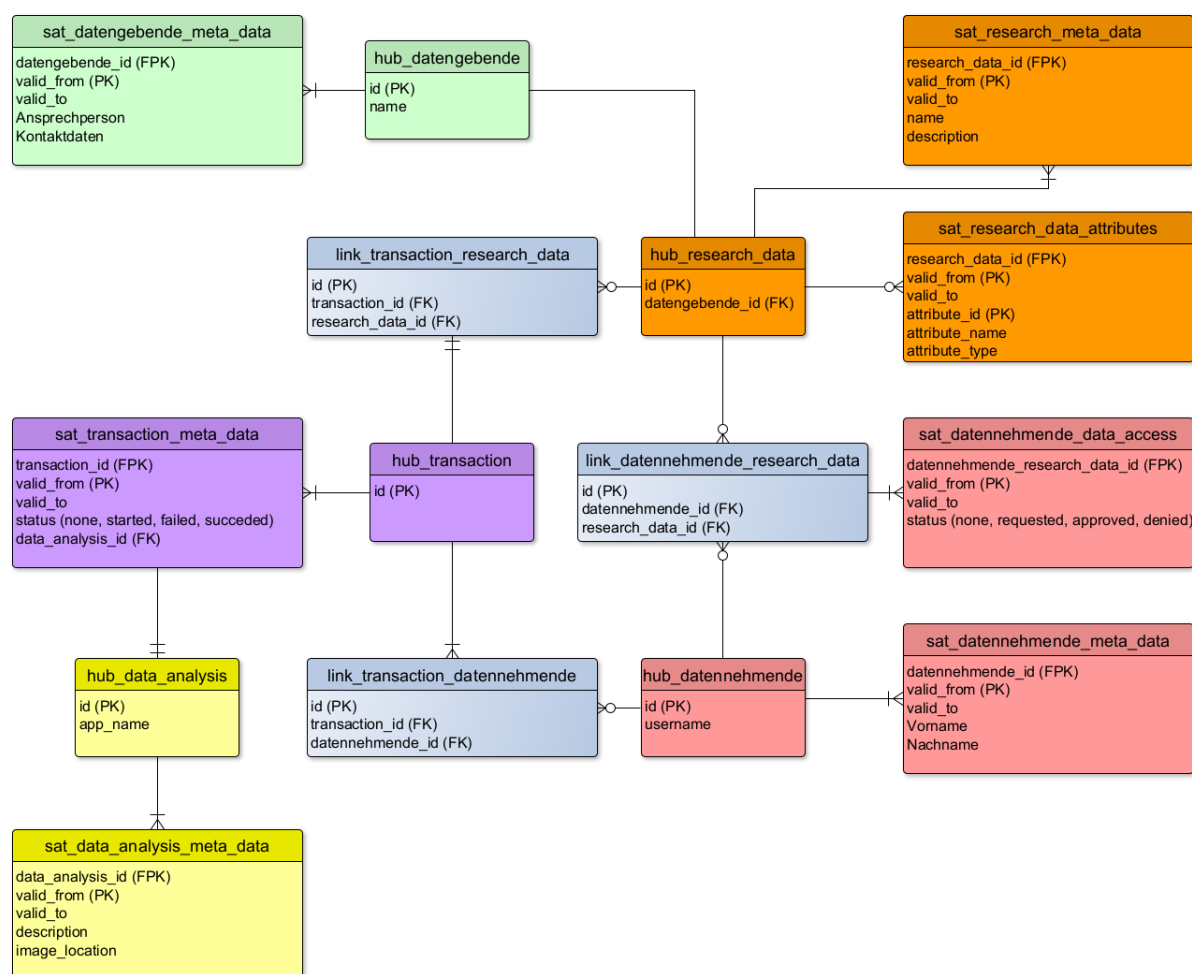 sat_datengebende_meta_data
datengebende_id (FPK)
valid_from (PK)
valid_to
Ansprechperson
Kontaktdaten
hub_datengebende
id (PK)
name
sat_research_meta_data
research_data_id (FPK)
valid_from (PK)
valid_to
name
description
link_transaction_research_data
id (PK)
transaction_id (FK)
research_data_id (FK)
hub_research_data
id (PK)
datengebende_id (FK)
sat_research_data_attributes
research_data_id (FPK)
valid_from (PK)
valid_to
attribute_id (PK)
attribute_name
attribute_type
sat_transaction_meta_data
transaction_id (FPK)
valid_from (PK)
valid_to
status (none, started, failed, succeded)
data_analysis_id (FK)
hub_transaction
id (PK)
link_datennehmende_research_data
id (PK)
datennehmende_id (FK)
research_data_id (FK)
sat_datennehmende_data_access
datennehmende_research_data_id (FPK)
valid_from (PK)
valid_to
status (none, requested, approved, denied)
hub_data_analysis
id (PK)
app_name
link_transaction_datennehmende
id (PK)
transaction_id (FK)
datennehmende_id (FK)
hub_datennehmende
id (PK)
username
sat_datennehmende_meta_data
datennehmende_id (FPK)
valid_from (PK)
valid_to
Vorname
Nachname
sat_data_analysis_meta_data
data_analysis_id (FPK)
valid_from (PK)
valid_to
description
image_location